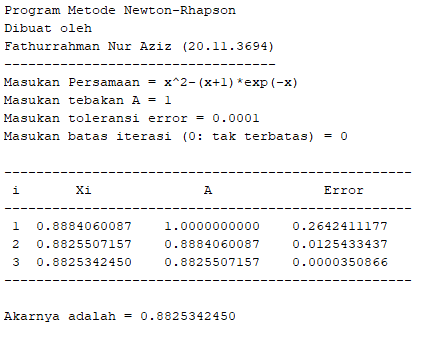 Program Metode Newton-Rhapson
Dibuat oleh
Fathurrahman Nur Aziz (20.11.3694)
----------------------------------
Masukan Persamaan = x^2-(x+1)*exp(-x)
Masukan tebakan A = 1
Masukan toleransi error = 0.0001
Masukan batas iterasi (0: tak terbatas) = 0
---------------------------------------------------
i Xi A Error
---------------------------------------------------
1 0.8884060087 1.0000000000 0.2642411177
2 0.8825507157 0.8884060087 0.0125433437
3 0.8825342450 0.8825507157 0.0000350866
---------------------------------------------------
Akarnya adalah = 0.8825342450